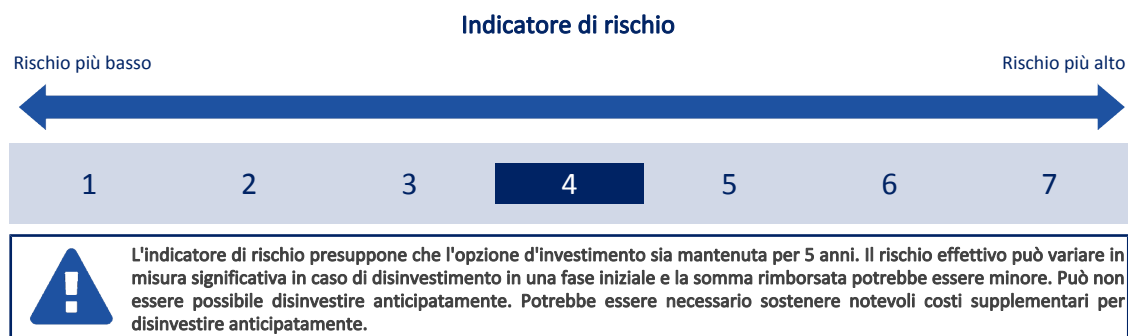 Indicatore di rischio
Rischio più basso Rischio più alto
1 2 3 4 5 6 7
L'indicatore di rischio presuppone che l'opzione d'investimento sia mantenuta per 5 anni. Il rischio effettivo può variare in
misura significativa in caso di disinvestimento in una fase iniziale e la somma rimborsata potrebbe essere minore. Può non
essere possibile disinvestire anticipatamente. Potrebbe essere necessario sostenere notevoli costi supplementari per
disinvestire anticipatamente.